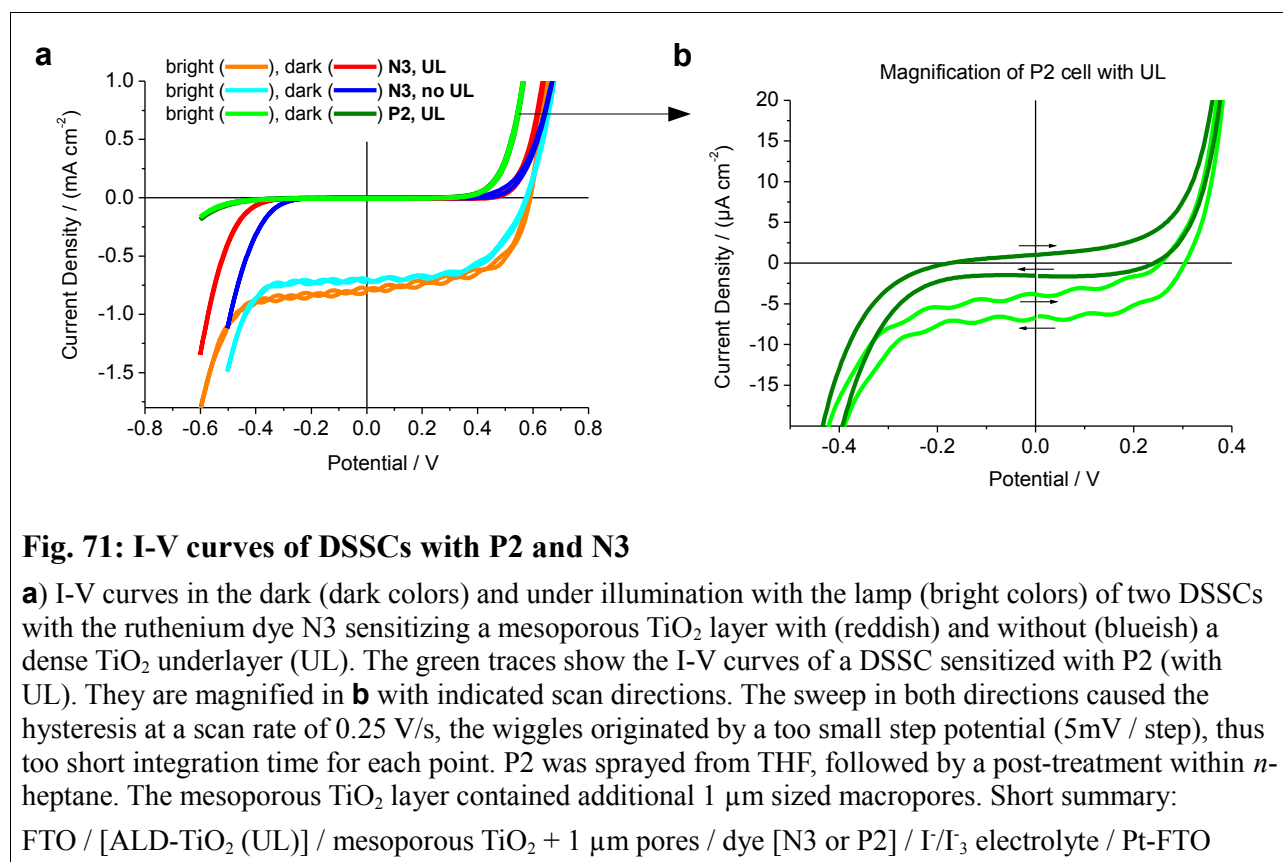 a
bright ( ), dark ( ) N3, UL
bright ( ), dark ( ) N3, no UL
bright ( ), dark ( ) P2, UL
1.0
0.5
0.0
-0.5
-1.0
-1.5
Current Density / (mA cm⁻²)
-0.8 -0.6 -0.4 -0.2 0.0 0.2 0.4 0.6 0.8
Potential / V
b
Magnification of P2 cell with UL
20
15
10
5
0
-5
-10
-15
Current Density / (µA cm⁻²)
-0.4 -0.2 0.0 0.2 0.4
Potential / V
Fig. 71: I-V curves of DSSCs with P2 and N3
a) I-V curves in the dark (dark colors) and under illumination with the lamp (bright colors) of two DSSCs
with the ruthenium dye N3 sensitizing a mesoporous TiO₂ layer with (reddish) and without (blueish) a
dense TiO₂ underlayer (UL). The green traces show the I-V curves of a DSSC sensitized with P2 (with
UL). They are magnified in b with indicated scan directions. The sweep in both directions caused the
hysteresis at a scan rate of 0.25 V/s, the wiggles originated by a too small step potential (5mV / step), thus
too short integration time for each point. P2 was sprayed from THF, followed by a post-treatment within n-
heptane. The mesoporous TiO₂ layer contained additional 1 µm sized macropores. Short summary:
FTO / [ALD-TiO₂ (UL)] / mesoporous TiO₂ + 1 µm pores / dye [N3 or P2] / I⁻/I⁻₃ electrolyte / Pt-FTO